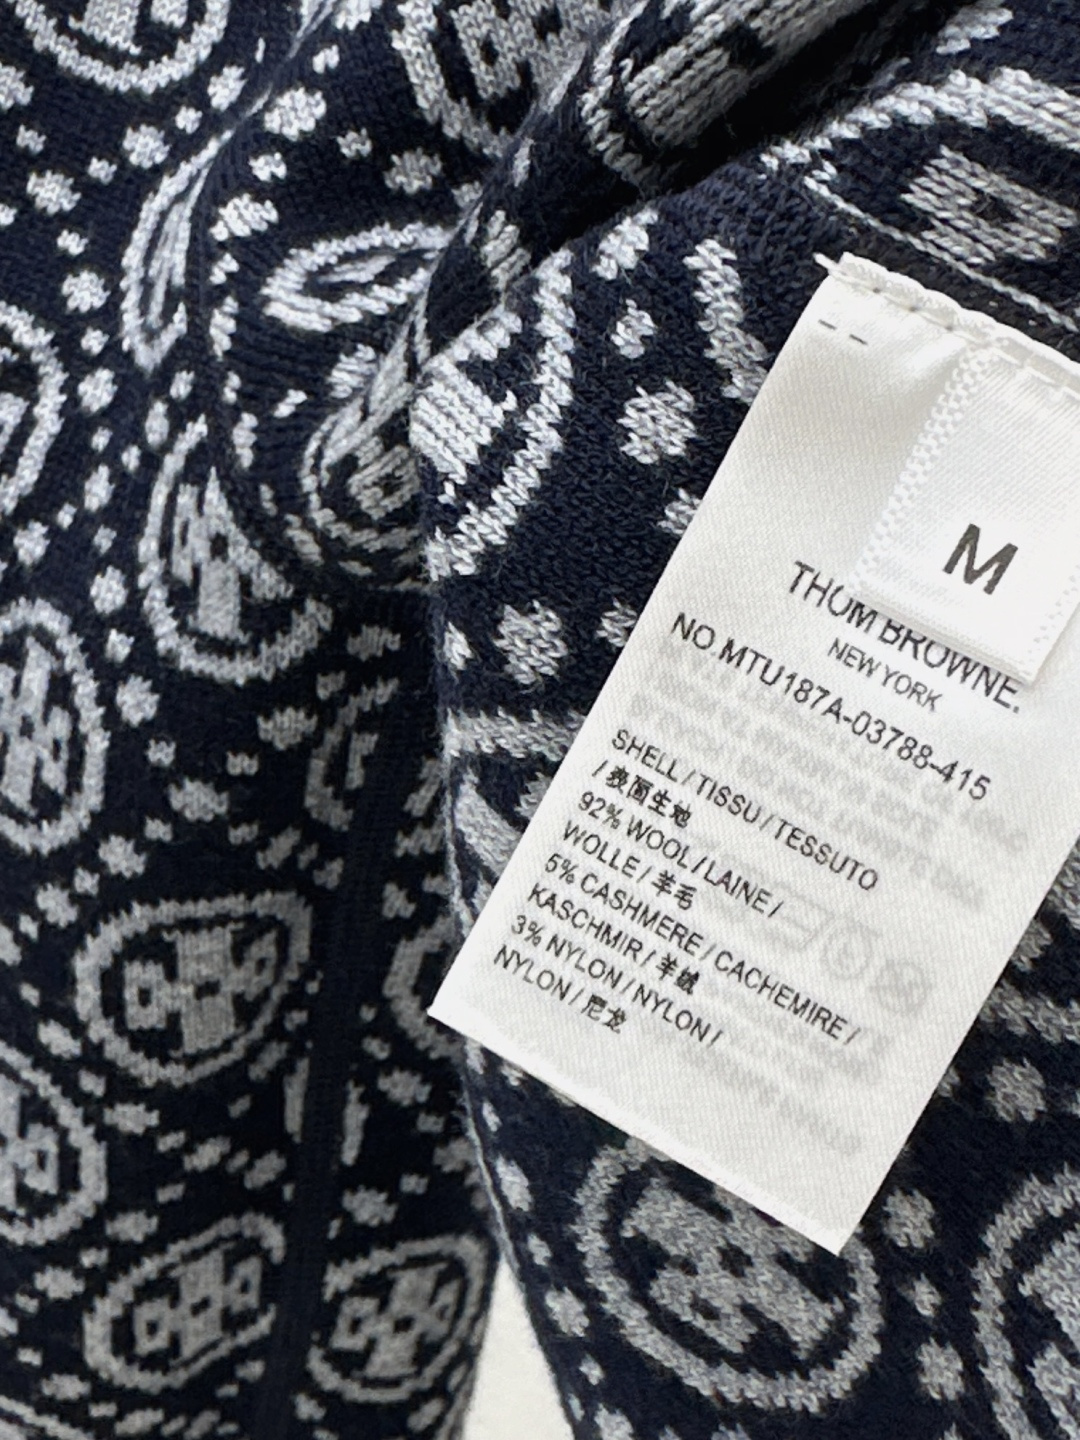 M
THOM BROWNE.
NEW YORK
NO.MTU187A-03788-415
SHELL / TISSU / TESSUTO
/ 表面生地
92% WOOL / LAINE /
WOLLE / 羊毛
5% CASHMERE / CACHEMIRE /
KASCHMIR / 羊绒
3% NYLON / NYLON /
NYLON / 尼龙